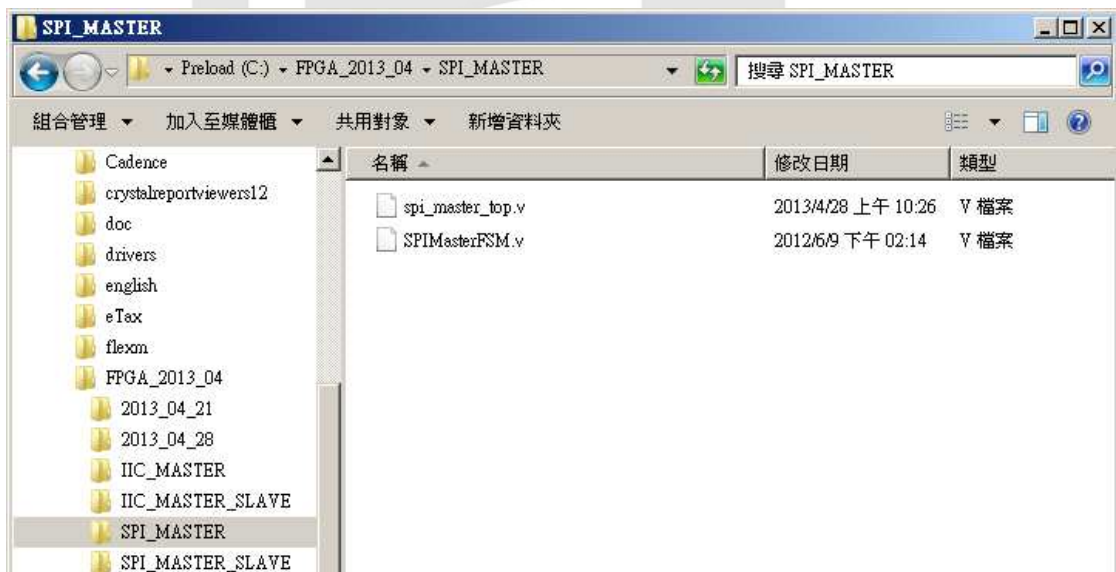 SPI_MASTER
Preload (C:) FPGA_2013_04 SPI_MASTER 搜尋 SPI_MASTER
組合管理 加入至媒體櫃 共用對象 新增資料夾
Cadence
crystalreportviewers12
doc
drivers
english
eTax
flexm
FPGA_2013_04
2013_04_21
2013_04_28
IIC_MASTER
IIC_MASTER_SLAVE
SPI_MASTER
SPI_MASTER_SLAVE
名稱 修改日期 類型
spi_master_top.v 2013/4/28 上午 10:26 V 檔案
SPIMasterFSM.v 2012/6/9 下午 02:14 V 檔案